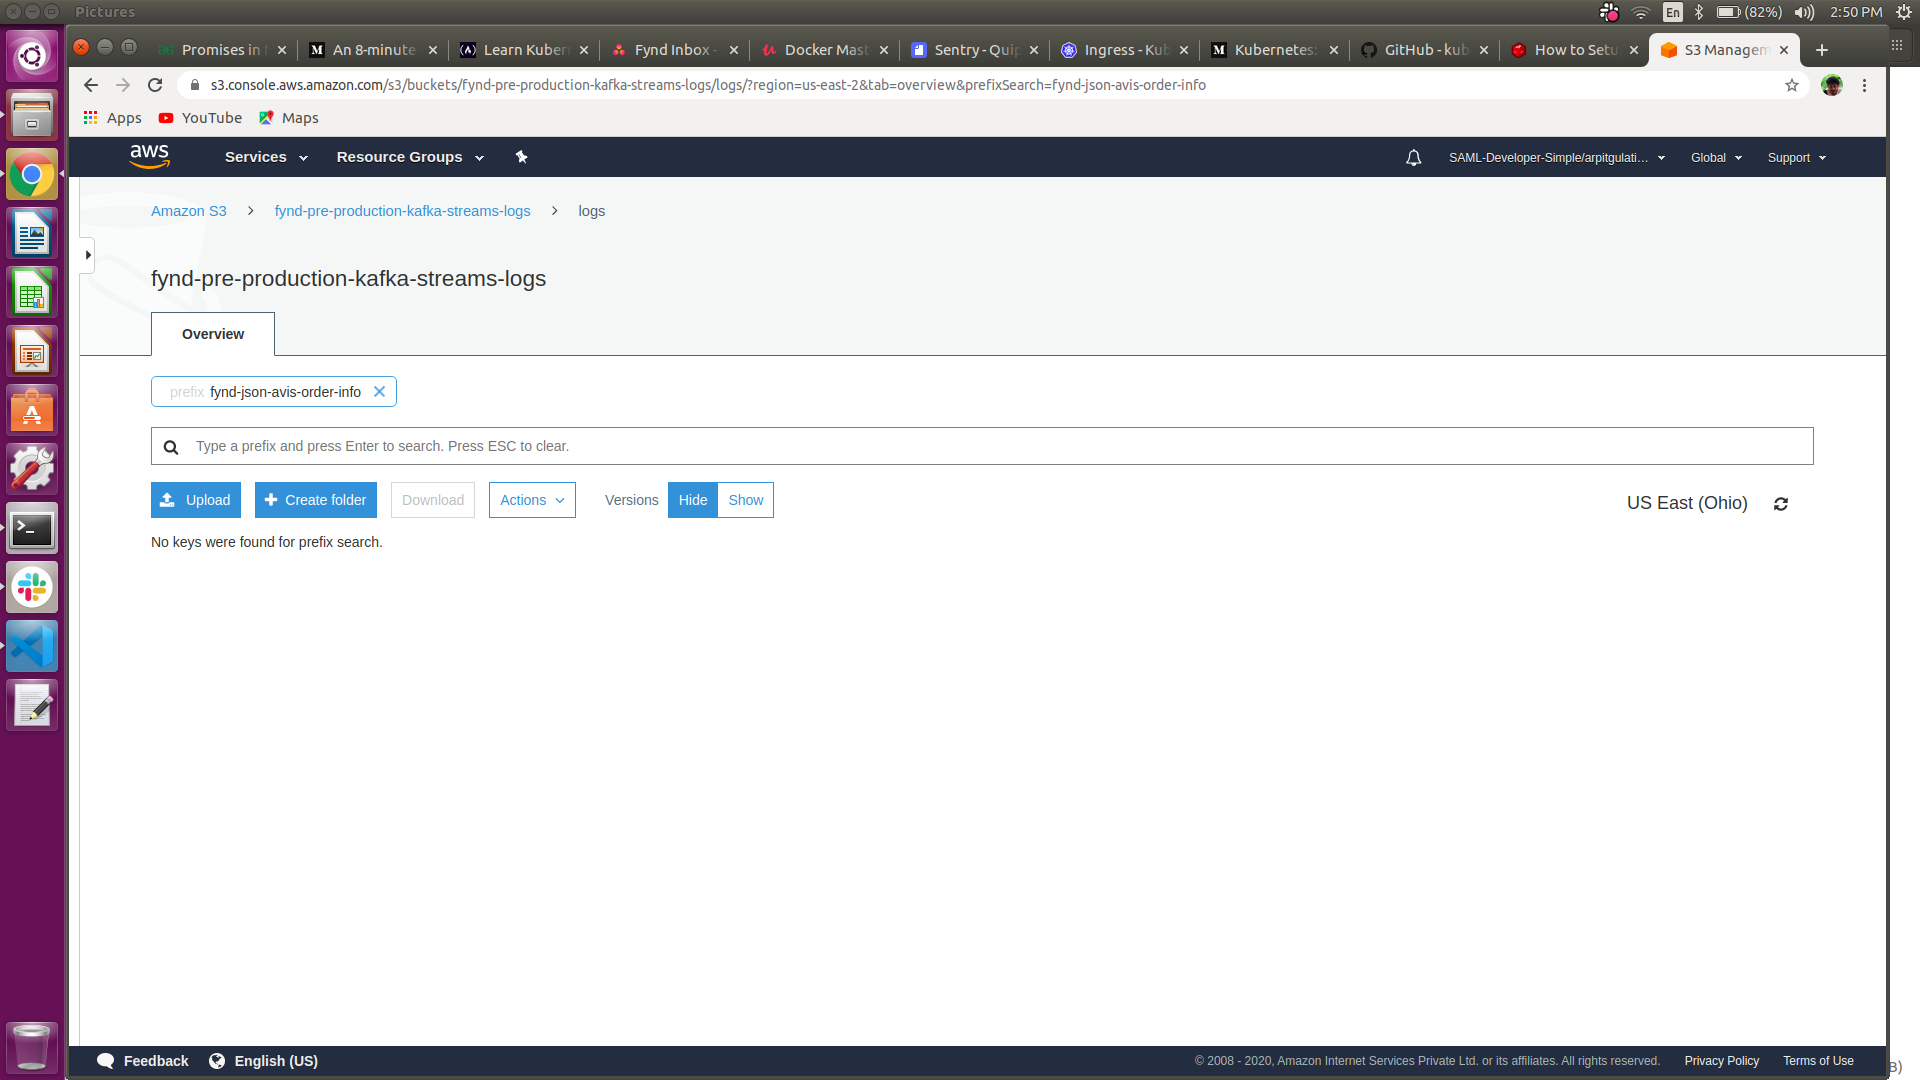 Pictures
En
(82%)
2:50 PM
Promises in
An 8-minute
Learn Kuber
Fynd Inbox -
Docker Mast
Sentry - Quip
Ingress - Kub
Kubernetes:
GitHub - kub
How to Setu
S3 Managem
s3.console.aws.amazon.com/s3/buckets/fynd-pre-production-kafka-streams-logs/logs/?region=us-east-2&tab=overview&prefixSearch=fynd-json-avis-order-info
Apps YouTube Maps
aws Services Resource Groups SAML-Developer-Simple/arpitgulati... Global Support
Amazon S3 > fynd-pre-production-kafka-streams-logs > logs
fynd-pre-production-kafka-streams-logs
Overview
prefix fynd-json-avis-order-info
Type a prefix and press Enter to search. Press ESC to clear.
Upload Create folder Download Actions Versions Hide Show US East (Ohio)
No keys were found for prefix search.
Feedback English (US) © 2008 - 2020, Amazon Internet Services Private Ltd. or its affiliates. All rights reserved. Privacy Policy Terms of Use